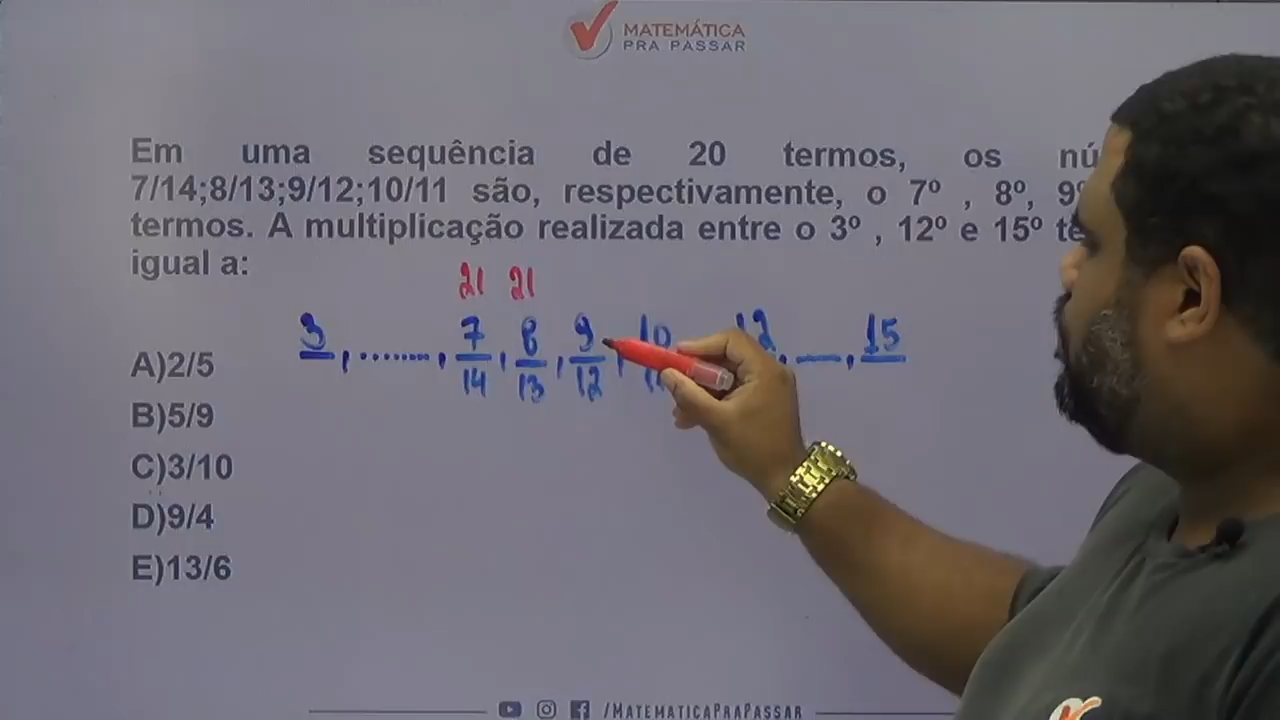 MATEMÁTICA
PRA PASSAR
Em uma sequência de 20 termos, os
7/14;8/13;9/12;10/11 são, respectivamente, o 7º , 8º,
termos. A multiplicação realizada entre o 3º , 12º e 15º
igual a:
21 21
3 , ........ , 7/14 , 8/13 , 9/12 , 10 12 , __ , 15
A)2/5
B)5/9
C)3/10
D)9/4
E)13/6
/MATEMATICAPRAPASSAR